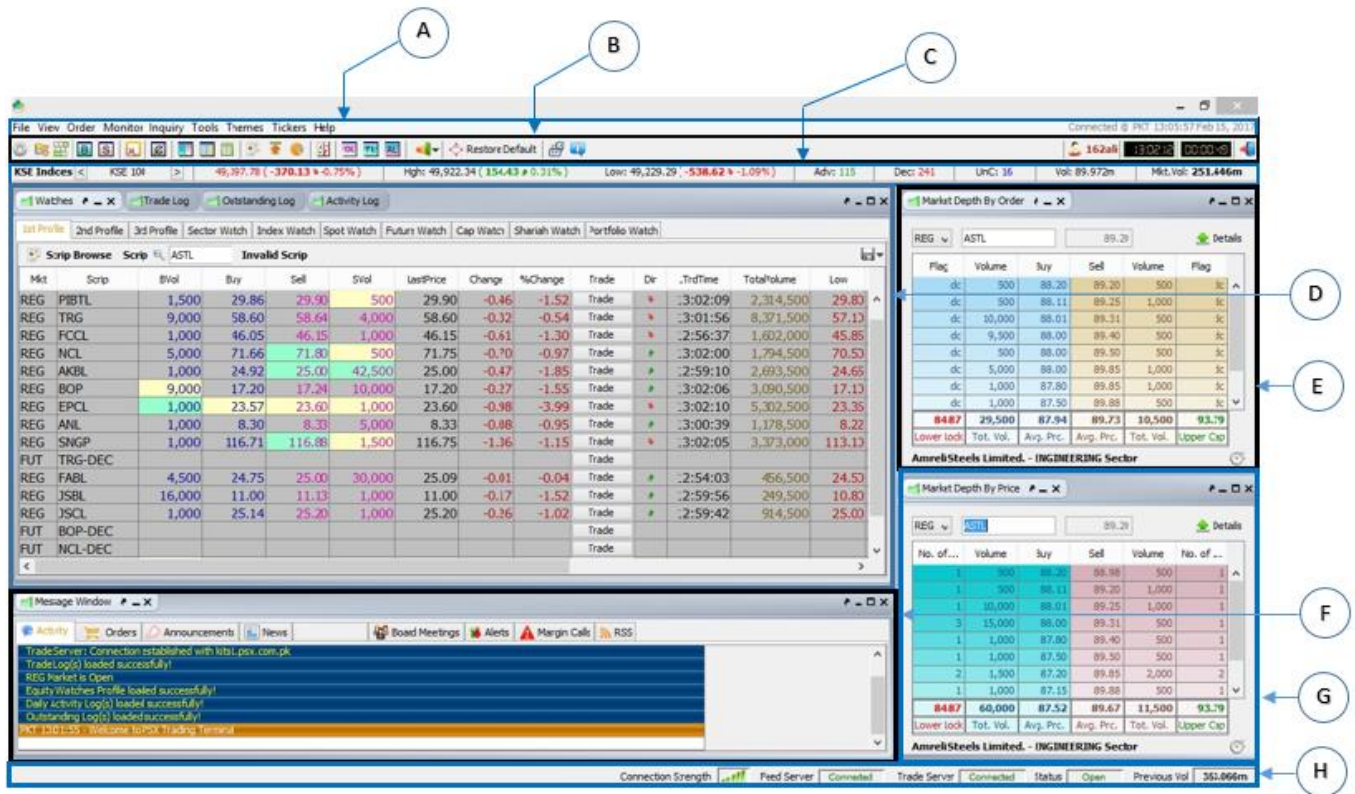 A
B
C
File View Order Monitor Inquiry Tools Themes Tickers Help Connected @ PKT 13:05:57 Feb 15, 2017
B S Restore Default 162ali 13:02:12
KSE Indices < KSE 100 > 49,397.78 ( -370.13 -0.75% ) High: 49,922.34 ( 154.43 0.31% ) Low: 49,229.29 ( -538.62 -1.09% ) Adv: 115 Dec: 241 UnC: 16 Vol: 89.972m Mkt.Vol: 251.446m
Watches Trade Log Outstanding Log Activity Log
1st Profile 2nd Profile 3rd Profile Sector Watch Index Watch Spot Watch Future Watch Cap Watch Shariah Watch Portfolio Watch
Scrip Browse Scrip ASTL Invalid Scrip
Mkt Scrip BVol Buy Sell SVol LastPrice Change %Change Trade Dir .TrdTime TotalVolume Low
REG PIBTL 1,500 29.86 29.90 500 29.90 -0.46 -1.52 Trade .3:02:09 2,314,500 29.80
REG TRG 9,000 58.60 58.64 4,000 58.60 -0.32 -0.54 Trade .3:01:56 8,371,500 57.10
REG FCCL 1,000 46.05 46.15 1,000 46.15 -0.61 -1.30 Trade .2:56:37 1,602,000 45.85
REG NCL 5,000 71.66 71.80 500 71.75 -0.70 -0.97 Trade .3:02:00 1,794,500 70.50
REG AKBL 1,000 24.92 25.00 42,500 25.00 -0.47 -1.85 Trade .2:59:10 2,693,500 24.65
REG BOP 9,000 17.20 17.24 10,000 17.20 -0.27 -1.55 Trade .3:02:06 3,090,500 17.10
REG EPCL 1,000 23.57 23.60 1,000 23.60 -0.98 -3.99 Trade .3:02:10 5,302,500 23.35
REG ANL 1,000 8.30 8.33 5,000 8.33 -0.08 -0.95 Trade .3:00:39 1,178,500 8.22
REG SNGP 1,000 116.71 116.88 1,500 116.75 -1.36 -1.15 Trade .3:02:05 3,373,000 113.10
FUT TRG-DEC Trade
REG FABL 4,500 24.75 25.00 30,000 25.09 -0.01 -0.04 Trade .2:54:03 456,500 24.50
REG JSBL 16,000 11.00 11.13 1,000 11.00 -0.17 -1.52 Trade .2:59:56 249,500 10.80
REG JSCL 1,000 25.14 25.20 1,000 25.20 -0.26 -1.02 Trade .2:59:42 914,500 25.00
FUT BOP-DEC Trade
FUT NCL-DEC Trade
Market Depth By Order
REG ASTL 89.20 Details
Flag Volume Buy Sell Volume Flag
dc 500 88.20 89.20 500
dc 500 88.11 89.25 1,000
dc 10,000 88.01 89.31 500
dc 9,500 88.00 89.40 500
dc 500 88.00 89.50 500
dc 5,000 88.00 89.85 1,000
dc 1,000 87.80 89.85 1,000
dc 1,000 87.50 89.88 500
8487 29,500 87.94 89.73 10,500 93.79
Lower lock Tot. Vol. Avg. Prc. Avg. Prc. Tot. Vol. Upper Cap
AmreliSteels Limited. - ENGINEERING Sector
D
E
Market Depth By Price
REG ASTL 89.20 Details
No. of... Volume Buy Sell Volume No. of ...
1 500 88.20 88.98 500 1
1 500 88.11 89.20 1,000 1
1 10,000 88.01 89.25 1,000 1
3 15,000 88.00 89.31 500 1
1 1,000 87.80 89.40 500 1
1 1,000 87.50 89.50 500 1
2 1,500 87.20 89.85 2,000 2
1 1,000 87.15 89.88 500 1
8487 60,000 87.52 89.67 11,500 93.79
Lower lock Tot. Vol. Avg. Prc. Avg. Prc. Tot. Vol. Upper Cap
AmreliSteels Limited. - ENGINEERING Sector
F
G
Message Window
Activity Orders Announcements News Board Meetings Alerts Margin Calls RSS
TradeServer: Connection established with kits1.psx.com.pk
TradeLog(s) loaded successfully!
REG Market is Open
EquityWatches Profile loaded successfully!
Daily Activity Log(s) loaded successfully!
Outstanding Log(s) loaded successfully!
PKT 13:01:55 - Welcome to PSX Trading Terminal
Connection Strength Feed Server Connected Trade Server Connected Status Open Previous Vol 351.066m
H